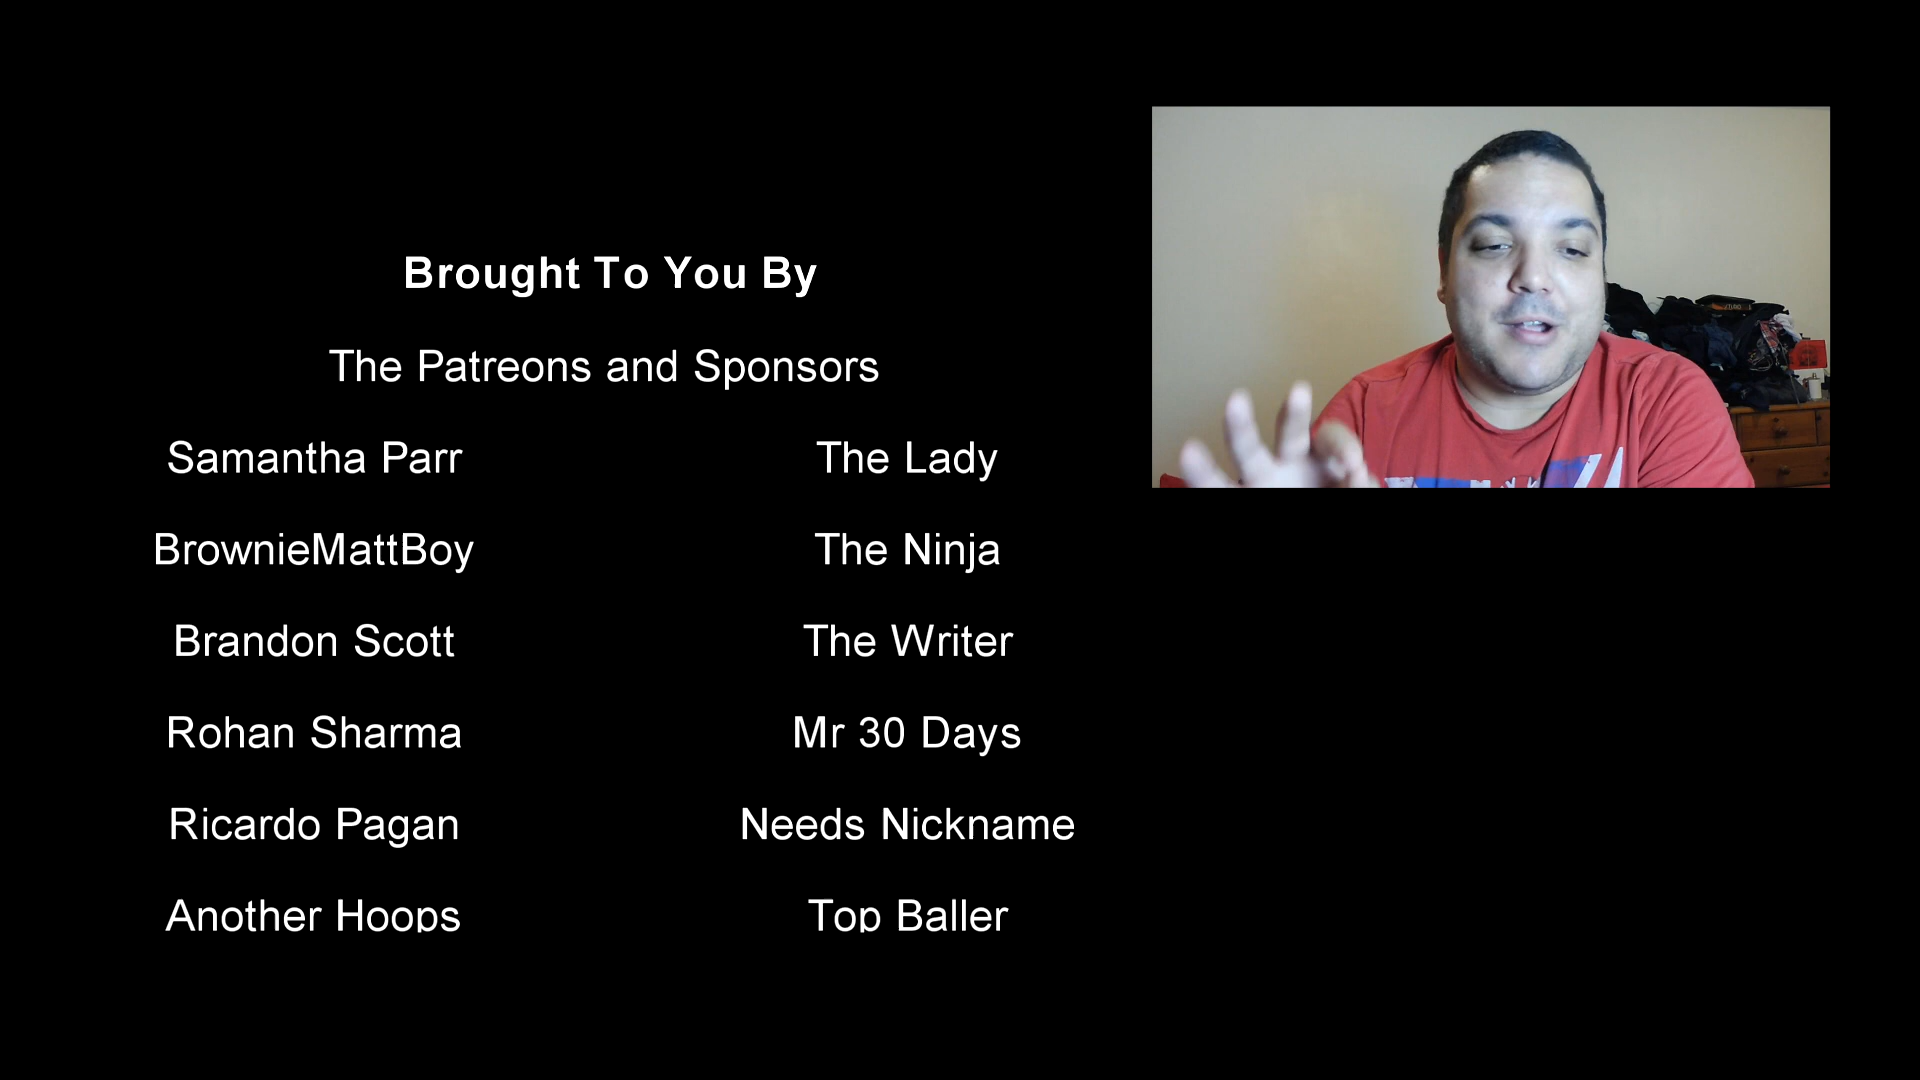 Brought To You By
The Patreons and Sponsors
Samantha Parr The Lady
BrownieMattBoy The Ninja
Brandon Scott The Writer
Rohan Sharma Mr 30 Days
Ricardo Pagan Needs Nickname
Another Hoops Top Baller